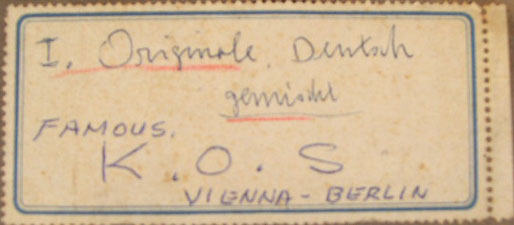 I. Originale. Deutsch
gemischt
FAMOUS.
K.O.S
VIENNA-BERLIN